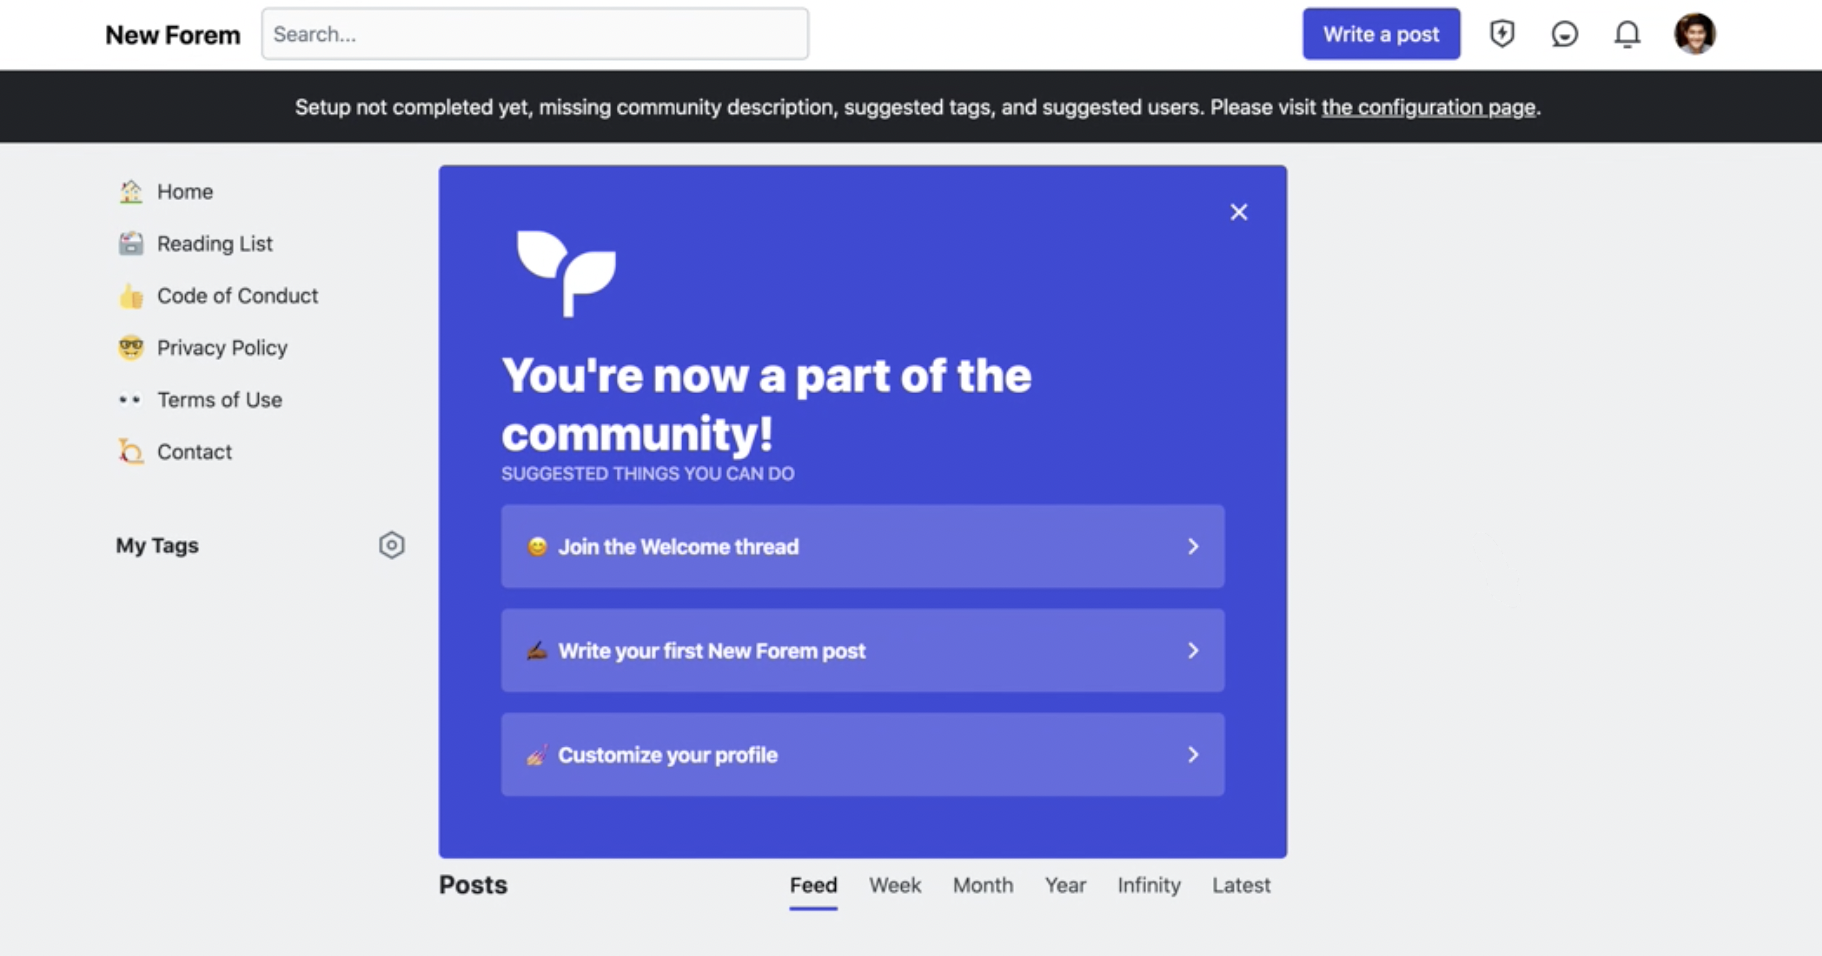 New Forem
Search...
Write a post
Setup not completed yet, missing community description, suggested tags, and suggested users. Please visit the configuration page.
Home
Reading List
Code of Conduct
Privacy Policy
Terms of Use
Contact
My Tags
You're now a part of the
community!
SUGGESTED THINGS YOU CAN DO
Join the Welcome thread
Write your first New Forem post
Customize your profile
Posts
Feed Week Month Year Infinity Latest